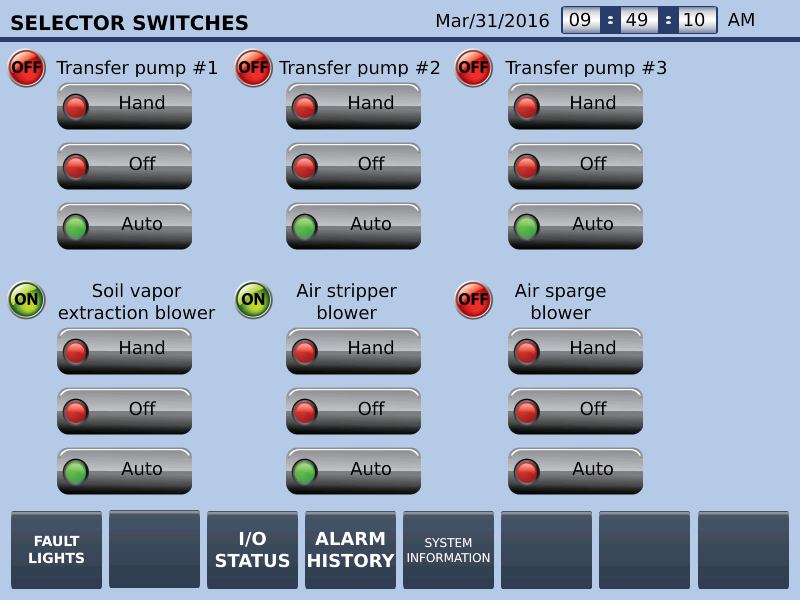 SELECTOR SWITCHES
Mar/31/2016 09 : 49 : 10 AM
OFF Transfer pump #1
Hand
Off
Auto
OFF Transfer pump #2
Hand
Off
Auto
OFF Transfer pump #3
Hand
Off
Auto
ON Soil vapor
extraction blower
Hand
Off
Auto
ON Air stripper
blower
Hand
Off
Auto
OFF Air sparge
blower
Hand
Off
Auto
FAULT
LIGHTS
I/O
STATUS
ALARM
HISTORY
SYSTEM
INFORMATION